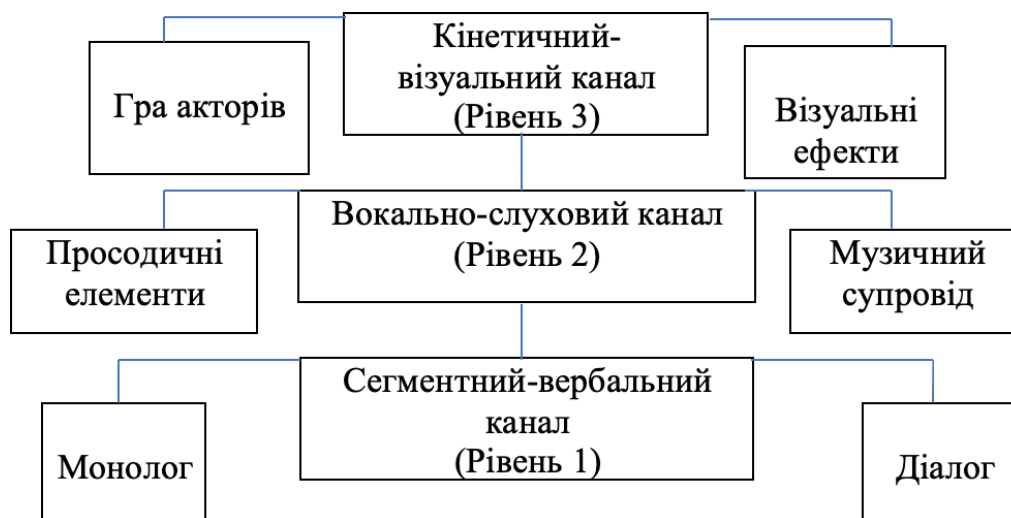 Гра акторів
Кінетичний-
візуальний канал
(Рівень 3)
Візуальні
ефекти
Просодичні
елементи
Вокально-слуховий канал
(Рівень 2)
Музичний
супровід
Монолог
Сегментний-вербальний
канал
(Рівень 1)
Діалог